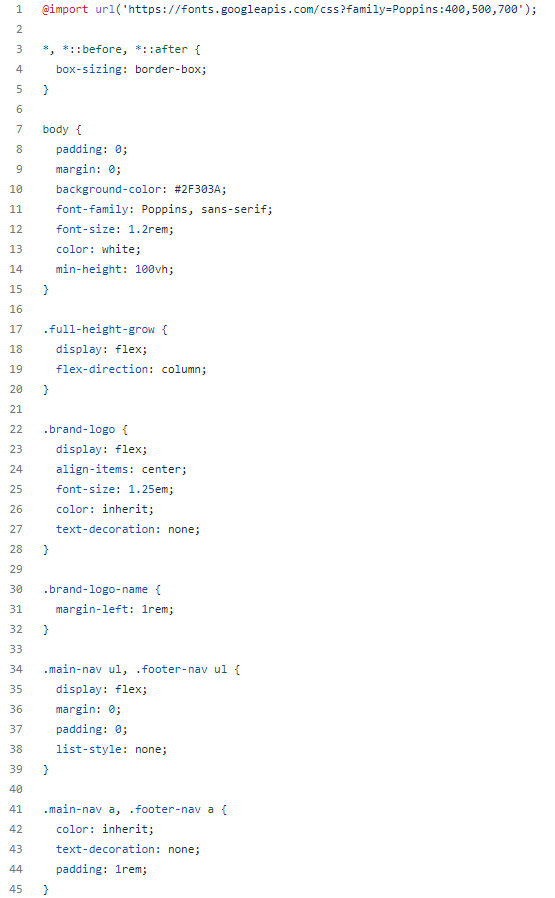 1 @import url('https://fonts.googleapis.com/css?family=Poppins:400,500,700');
2
3 *, *::before, *::after {
4   box-sizing: border-box;
5 }
6
7 body {
8   padding: 0;
9   margin: 0;
10   background-color: #2F303A;
11   font-family: Poppins, sans-serif;
12   font-size: 1.2rem;
13   color: white;
14   min-height: 100vh;
15 }
16
17 .full-height-grow {
18   display: flex;
19   flex-direction: column;
20 }
21
22 .brand-logo {
23   display: flex;
24   align-items: center;
25   font-size: 1.25em;
26   color: inherit;
27   text-decoration: none;
28 }
29
30 .brand-logo-name {
31   margin-left: 1rem;
32 }
33
34 .main-nav ul, .footer-nav ul {
35   display: flex;
36   margin: 0;
37   padding: 0;
38   list-style: none;
39 }
40
41 .main-nav a, .footer-nav a {
42   color: inherit;
43   text-decoration: none;
44   padding: 1rem;
45 }